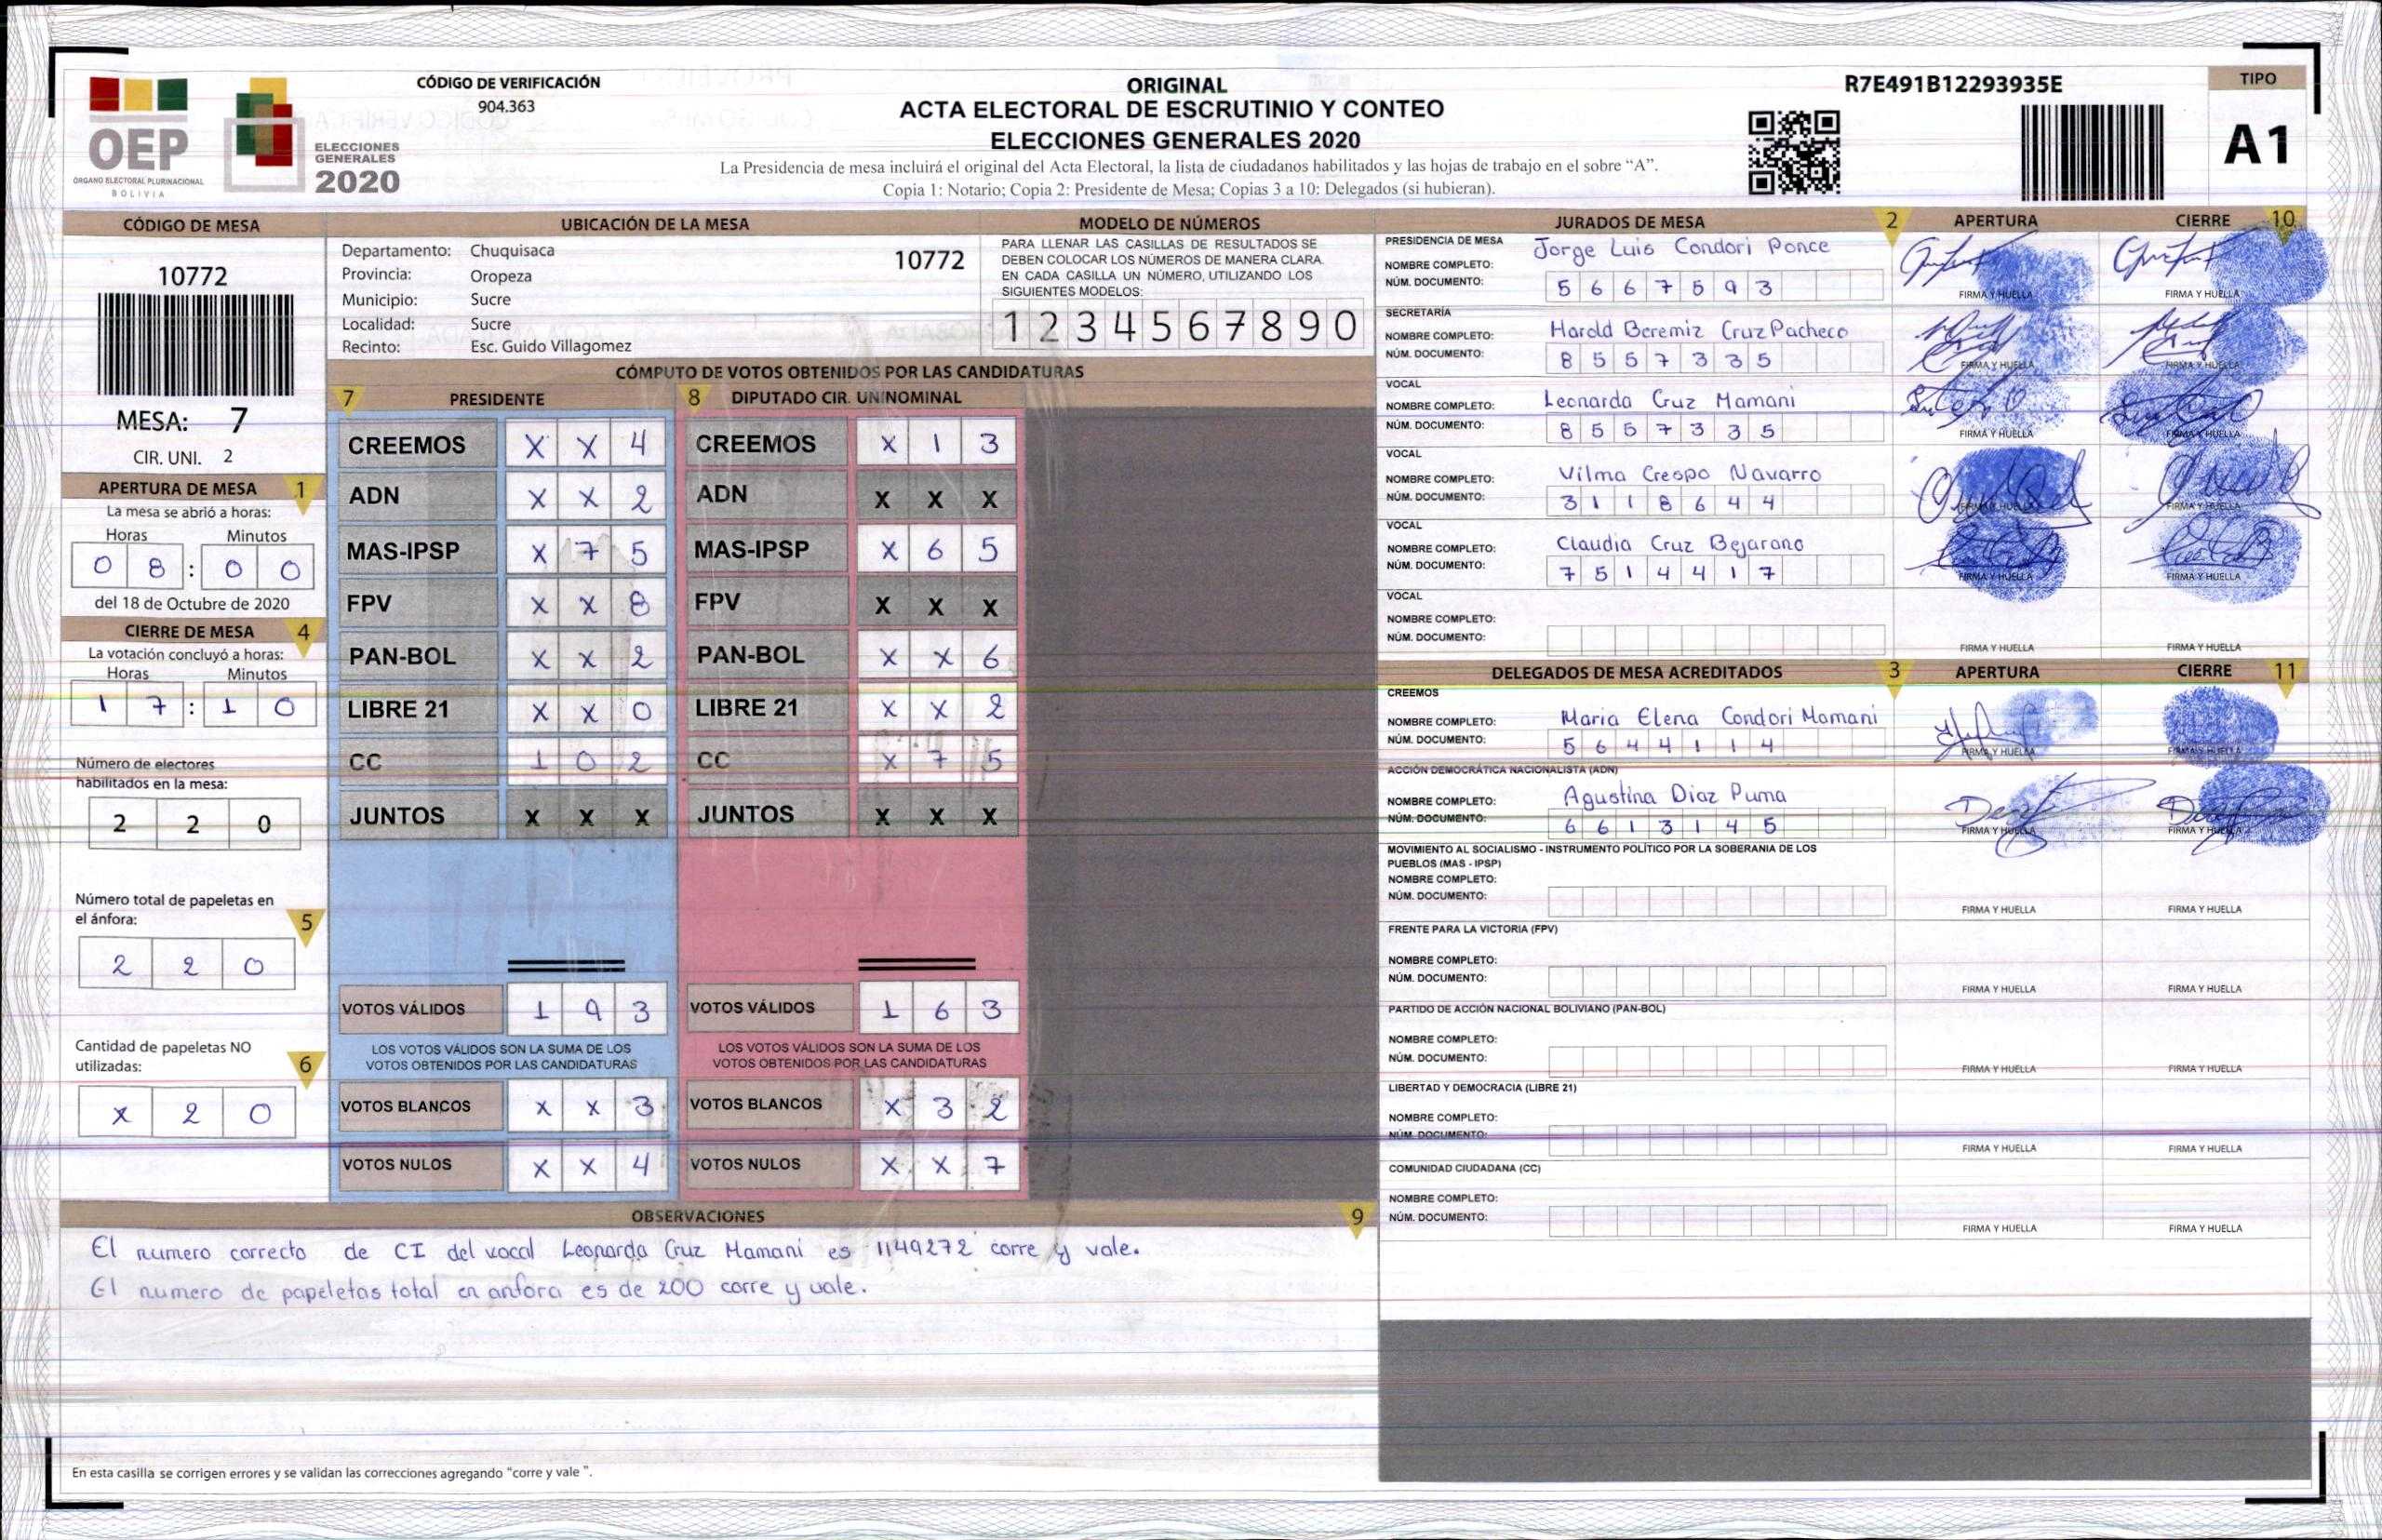 OEP
ÓRGANO ELECTORAL PLURINACIONAL
BOLIVIA
ELECCIONES
GENERALES
2020
CÓDIGO DE VERIFICACIÓN
904.363
ORIGINAL
ACTA ELECTORAL DE ESCRUTINIO Y CONTEO
ELECCIONES GENERALES 2020
La Presidencia de mesa incluirá el original del Acta Electoral, la lista de ciudadanos habilitados y las hojas de trabajo en el sobre “A”.
Copia 1: Notario; Copia 2: Presidente de Mesa; Copias 3 a 10: Delegados (si hubieran).
R7E491B12293935E
TIPO
A1
CÓDIGO DE MESA
10772
MESA: 7
CIR. UNI. 2
APERTURA DE MESA 1
La mesa se abrió a horas:
Horas Minutos
0 8 : 0 0
del 18 de Octubre de 2020
CIERRE DE MESA 4
La votación concluyó a horas:
Horas Minutos
1 7 : 1 0
Número de electores
habilitados en la mesa:
2 2 0
Número total de papeletas en
el ánfora: 5
2 2 0
Cantidad de papeletas NO
utilizadas: 6
X 2 0
UBICACIÓN DE LA MESA
Departamento: Chuquisaca 10772
Provincia: Oropeza
Municipio: Sucre
Localidad: Sucre
Recinto: Esc. Guido Villagomez
MODELO DE NÚMEROS
PARA LLENAR LAS CASILLAS DE RESULTADOS SE
DEBEN COLOCAR LOS NÚMEROS DE MANERA CLARA.
EN CADA CASILLA UN NÚMERO, UTILIZANDO LOS
SIGUIENTES MODELOS:
1 2 3 4 5 6 7 8 9 0
CÓMPUTO DE VOTOS OBTENIDOS POR LAS CANDIDATURAS
7 PRESIDENTE
CREEMOS X X 4
ADN X X 2
MAS-IPSP X 7 5
FPV X X 8
PAN-BOL X X 2
LIBRE 21 X X 0
CC 1 0 2
JUNTOS X X X
VOTOS VÁLIDOS 1 9 3
LOS VOTOS VÁLIDOS SON LA SUMA DE LOS
VOTOS OBTENIDOS POR LAS CANDIDATURAS
VOTOS BLANCOS X X 3
VOTOS NULOS X X 4
8 DIPUTADO CIR. UNINOMINAL
CREEMOS X 1 3
ADN X X X
MAS-IPSP X 6 5
FPV X X X
PAN-BOL X X 6
LIBRE 21 X X 2
CC X 7 5
JUNTOS X X X
VOTOS VÁLIDOS 1 6 3
LOS VOTOS VÁLIDOS SON LA SUMA DE LOS
VOTOS OBTENIDOS POR LAS CANDIDATURAS
VOTOS BLANCOS X 3 2
VOTOS NULOS X X 7
OBSERVACIONES 9
El numero correcto de CI del vocal Leonarda Cruz Mamani es 1149272 corre y vale.
El numero de papeletas total en anfora es de 200 corre y vale.
En esta casilla se corrigen errores y se validan las correcciones agregando “corre y vale ”.
JURADOS DE MESA 2 APERTURA CIERRE 10
PRESIDENCIA DE MESA
NOMBRE COMPLETO: Jorge Luis Condori Ponce
NÚM. DOCUMENTO: 5 6 6 7 5 9 3
FIRMA Y HUELLA FIRMA Y HUELLA
SECRETARÍA
NOMBRE COMPLETO: Harold Beremiz Cruz Pacheco
NÚM. DOCUMENTO: 8 5 5 7 3 3 5
FIRMA Y HUELLA FIRMA Y HUELLA
VOCAL
NOMBRE COMPLETO: Leonarda Cruz Mamani
NÚM. DOCUMENTO: 8 5 5 7 3 3 5
FIRMA Y HUELLA FIRMA Y HUELLA
VOCAL
NOMBRE COMPLETO: Vilma Crespo Navarro
NÚM. DOCUMENTO: 3 1 1 8 6 4 4
FIRMA Y HUELLA FIRMA Y HUELLA
VOCAL
NOMBRE COMPLETO: Claudia Cruz Bejarano
NÚM. DOCUMENTO: 7 5 1 4 4 1 7
FIRMA Y HUELLA FIRMA Y HUELLA
VOCAL
NOMBRE COMPLETO:
NÚM. DOCUMENTO:
FIRMA Y HUELLA FIRMA Y HUELLA
DELEGADOS DE MESA ACREDITADOS 3 APERTURA CIERRE 11
CREEMOS
NOMBRE COMPLETO: Maria Elena Condori Mamani
NÚM. DOCUMENTO: 5 6 4 4 1 1 4
FIRMA Y HUELLA FIRMA Y HUELLA
ACCIÓN DEMOCRÁTICA NACIONALISTA (ADN)
NOMBRE COMPLETO: Agustina Diaz Puma
NÚM. DOCUMENTO: 6 6 1 3 1 4 5
FIRMA Y HUELLA FIRMA Y HUELLA
MOVIMIENTO AL SOCIALISMO - INSTRUMENTO POLÍTICO POR LA SOBERANIA DE LOS
PUEBLOS (MAS - IPSP)
NOMBRE COMPLETO:
NÚM. DOCUMENTO:
FIRMA Y HUELLA FIRMA Y HUELLA
FRENTE PARA LA VICTORIA (FPV)
NOMBRE COMPLETO:
NÚM. DOCUMENTO:
FIRMA Y HUELLA FIRMA Y HUELLA
PARTIDO DE ACCIÓN NACIONAL BOLIVIANO (PAN-BOL)
NOMBRE COMPLETO:
NÚM. DOCUMENTO:
FIRMA Y HUELLA FIRMA Y HUELLA
LIBERTAD Y DEMOCRACIA (LIBRE 21)
NOMBRE COMPLETO:
NÚM. DOCUMENTO:
FIRMA Y HUELLA FIRMA Y HUELLA
COMUNIDAD CIUDADANA (CC)
NOMBRE COMPLETO:
NÚM. DOCUMENTO:
FIRMA Y HUELLA FIRMA Y HUELLA